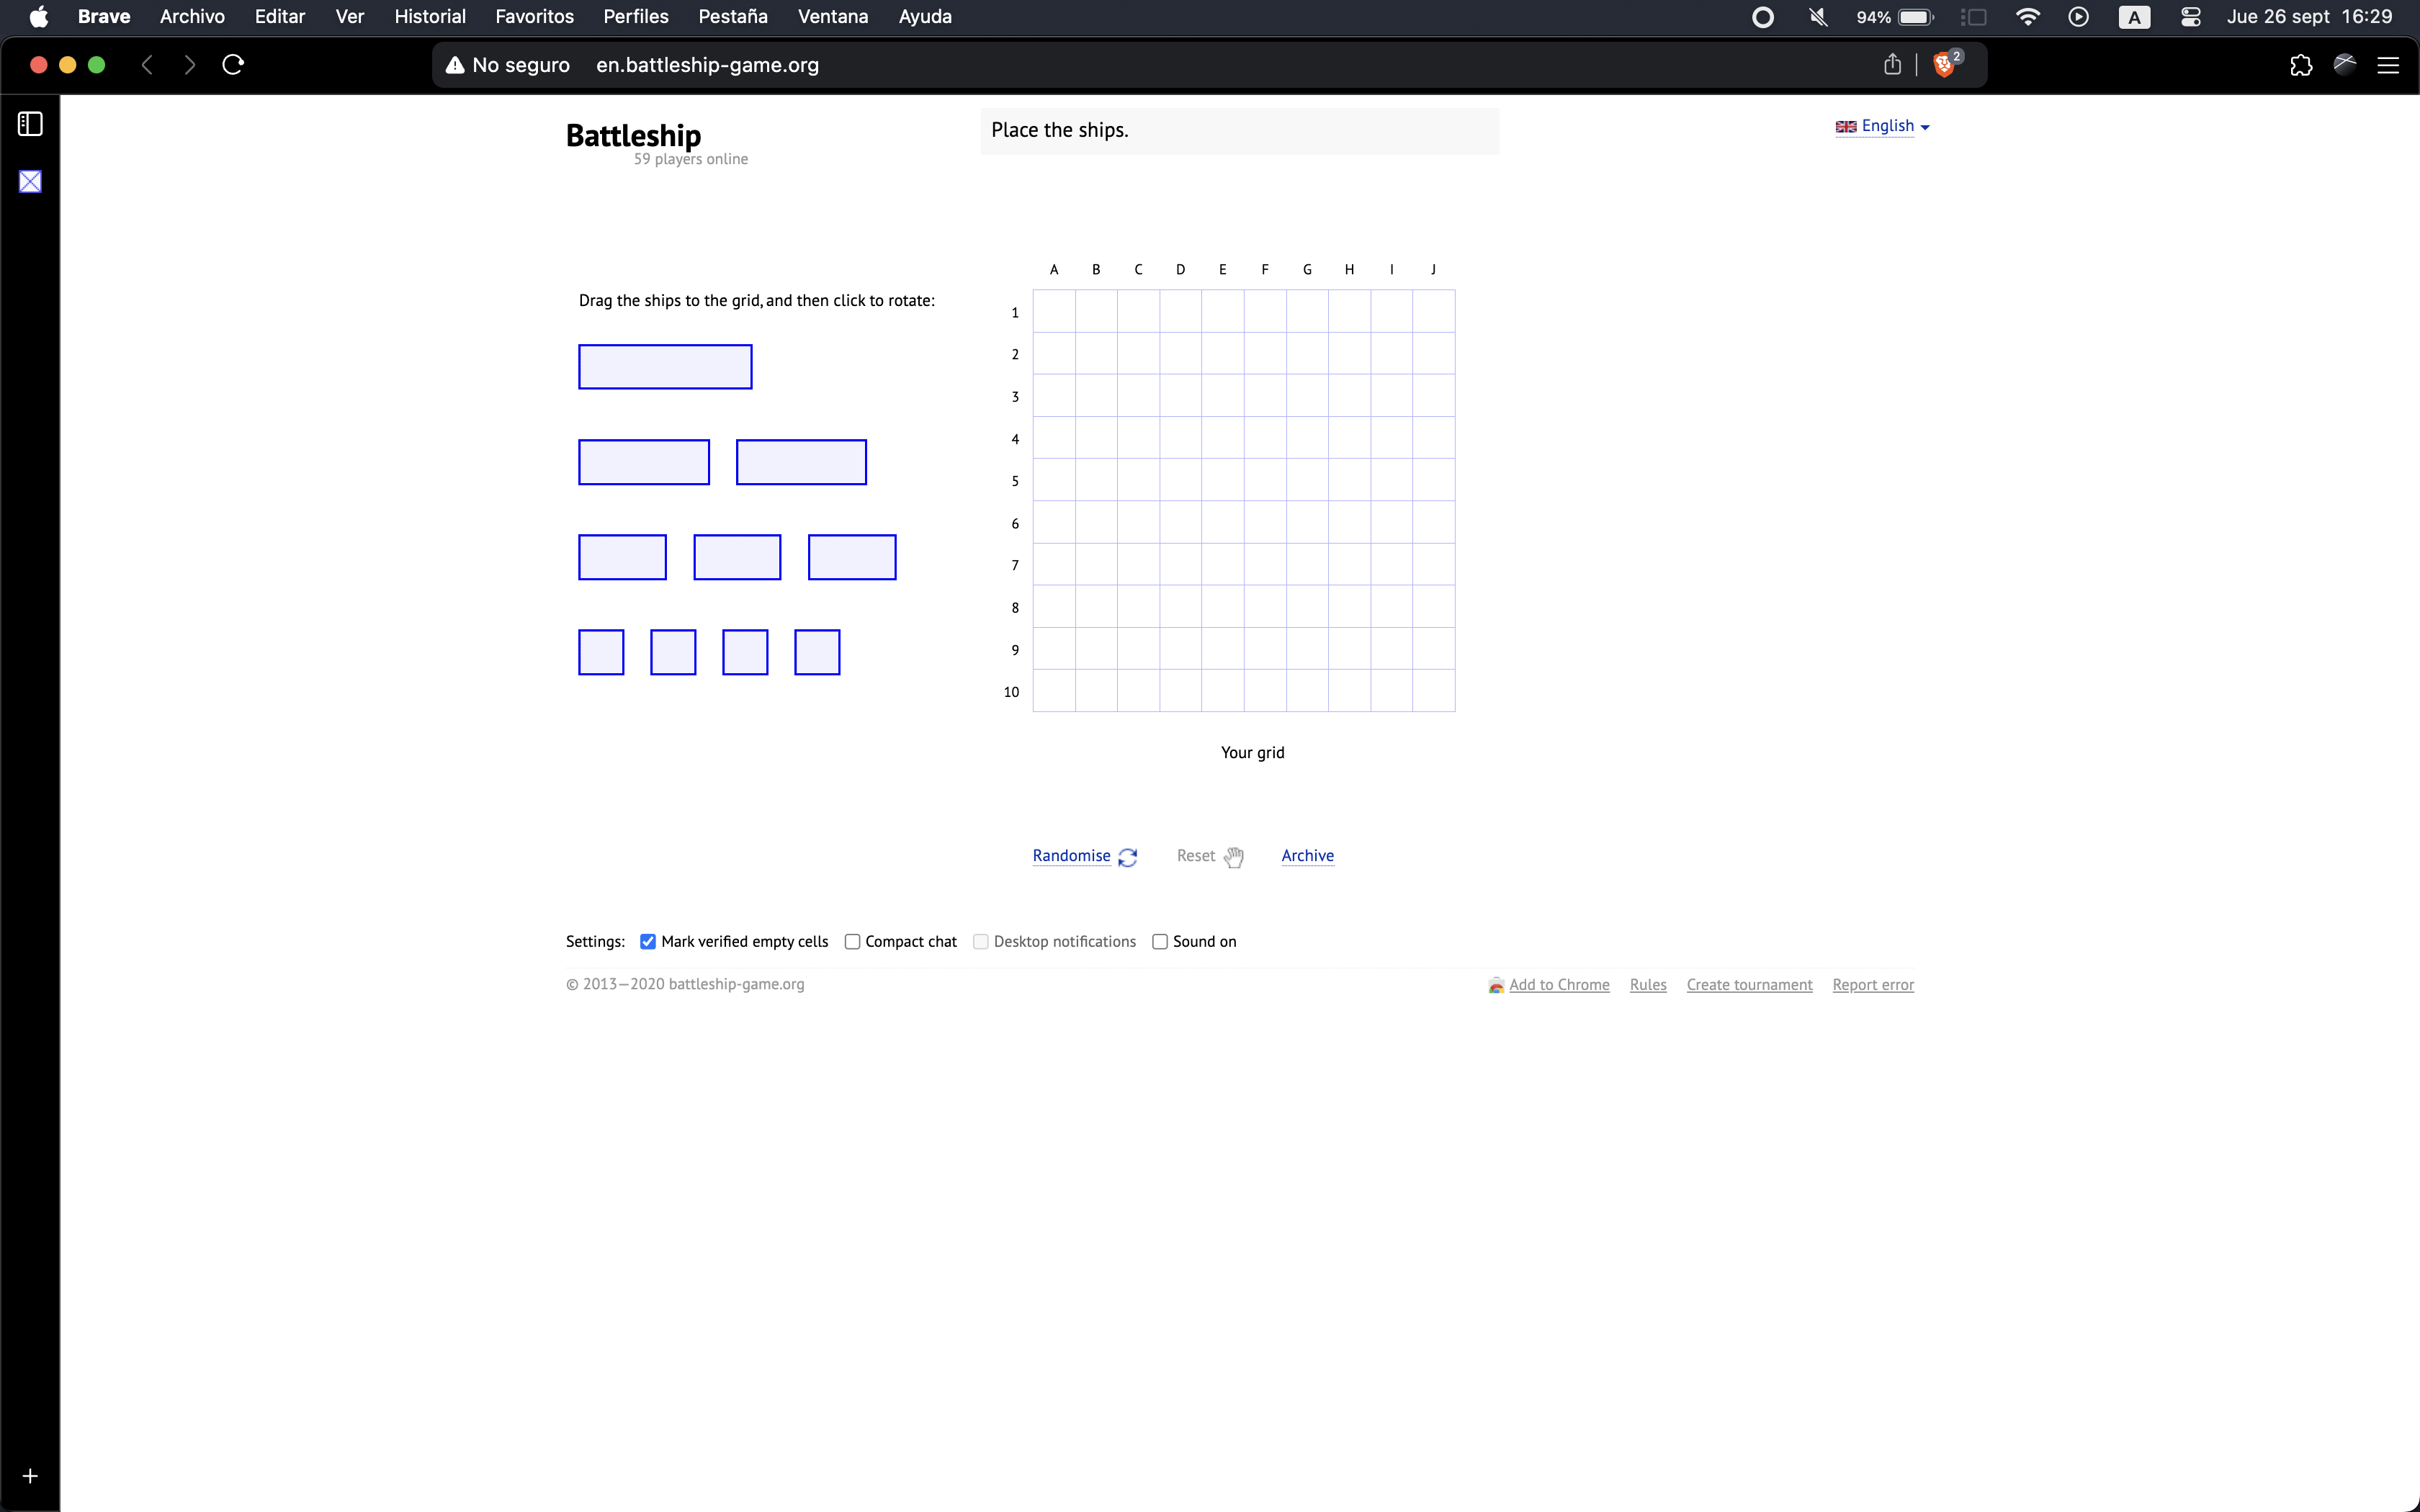 Brave Archivo Editar Ver Historial Favoritos Perfiles Pestaña Ventana Ayuda 94% A Jue 26 sept 16:29
No seguro en.battleship-game.org 2
Battleship
59 players online
Place the ships.
English
Drag the ships to the grid, and then click to rotate:
A B C D E F G H I J
1
2
3
4
5
6
7
8
9
10
Your grid
Randomise Reset Archive
Settings: Mark verified empty cells Compact chat Desktop notifications Sound on
© 2013—2020 battleship-game.org Add to Chrome Rules Create tournament Report error